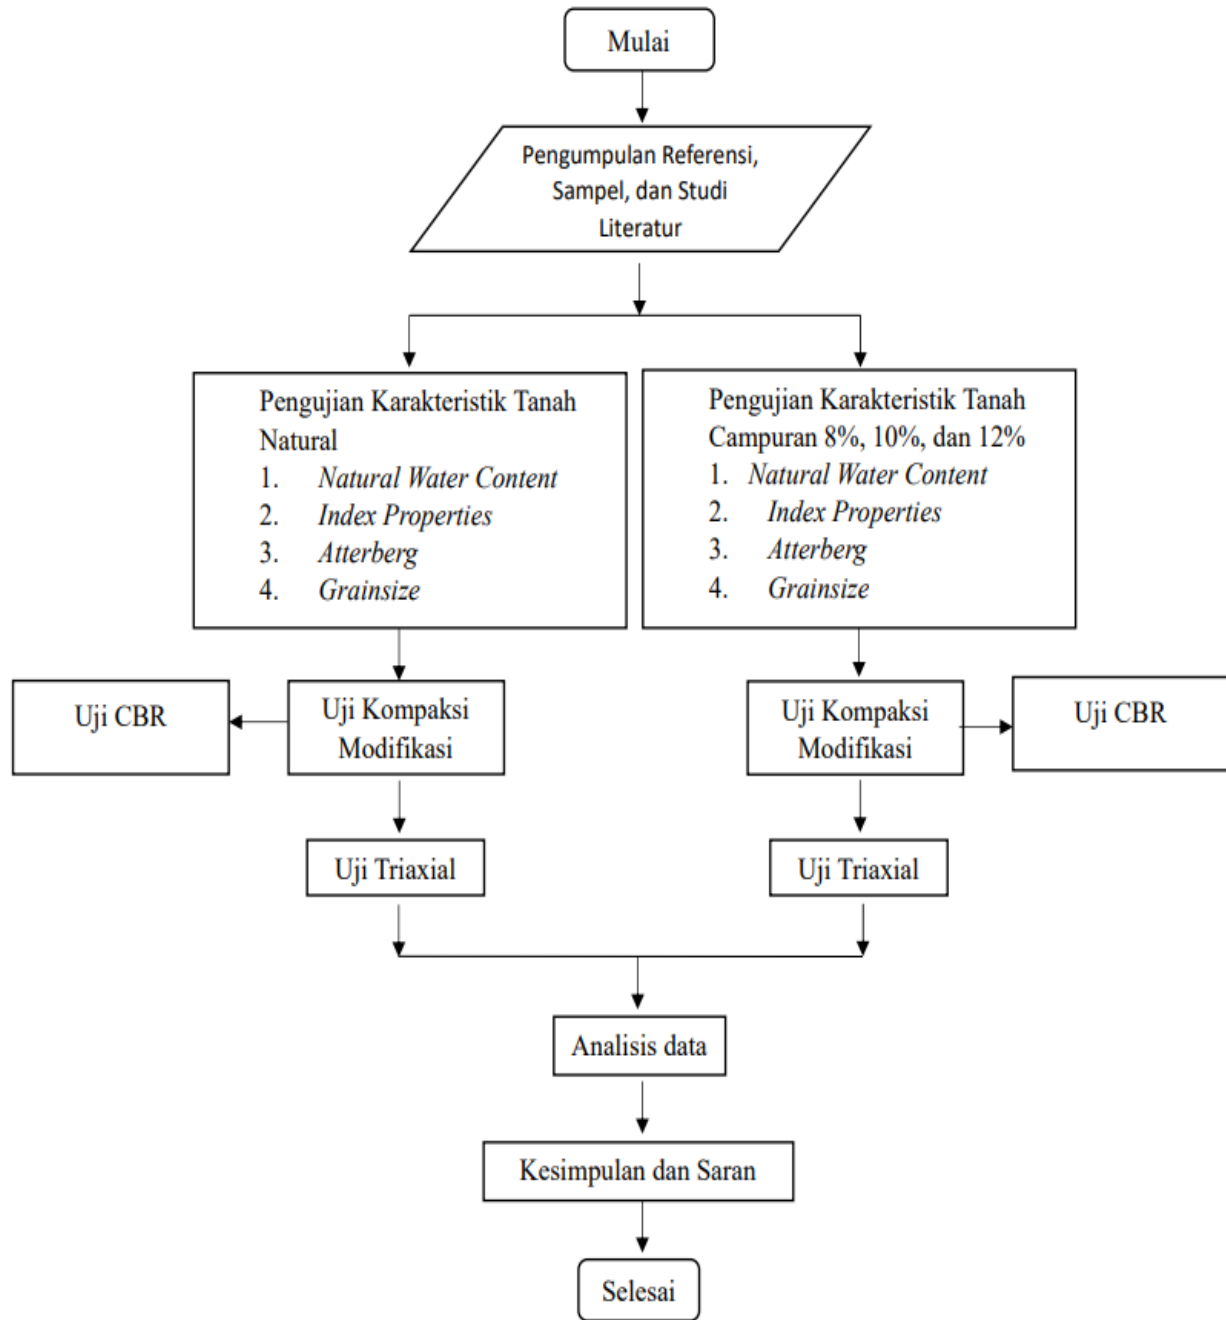 Mulai
Pengumpulan Referensi,
Sampel, dan Studi
Literatur
Pengujian Karakteristik Tanah
Natural
1. Natural Water Content
2. Index Properties
3. Atterberg
4. Grainsize
Pengujian Karakteristik Tanah
Campuran 8%, 10%, dan 12%
1. Natural Water Content
2. Index Properties
3. Atterberg
4. Grainsize
Uji CBR
Uji Kompaksi
Modifikasi
Uji Kompaksi
Modifikasi
Uji CBR
Uji Triaxial
Uji Triaxial
Analisis data
Kesimpulan dan Saran
Selesai